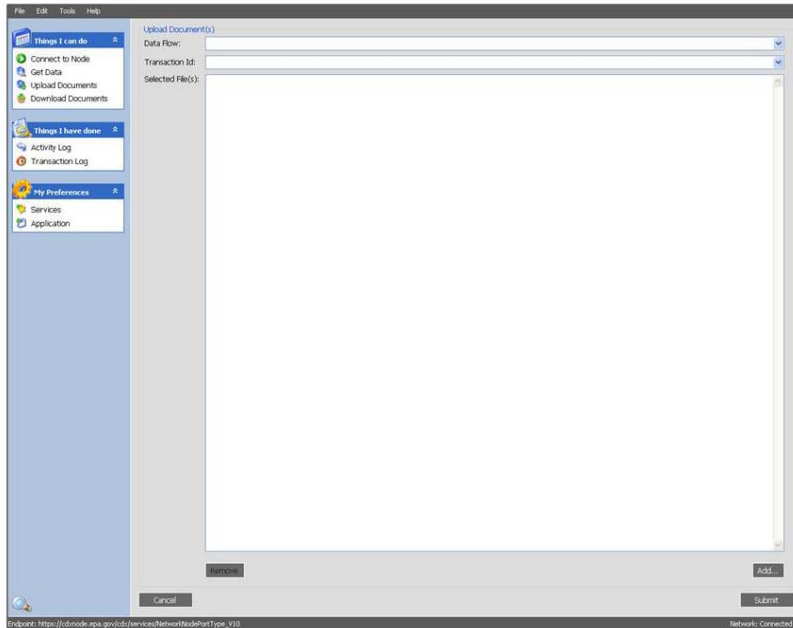 File Edit Tools Help
Things I can do
Connect to Node
Get Data
Upload Documents
Download Documents
Things I have done
Activity Log
Transaction Log
My Preferences
Services
Application
Upload Document(s)
Data Flow:
Transaction Id:
Selected File(s):
Remove
Add...
Cancel
Submit
Endpoint: https://cdxnode.epa.gov/cdx/services/NetworkNodePortType_V10
Network: Connected